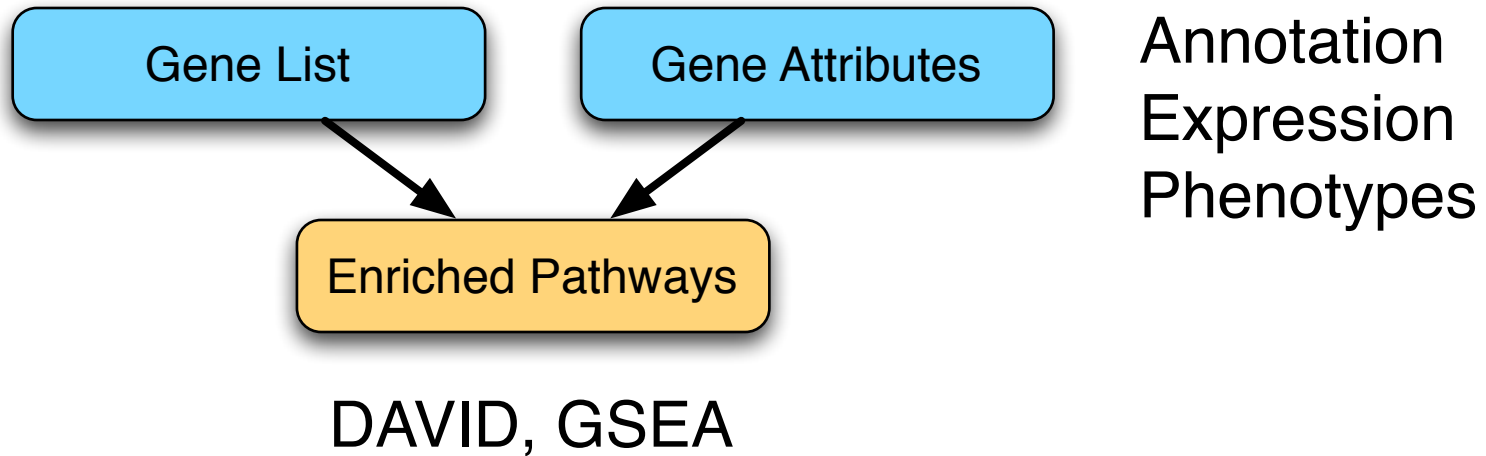 Gene List
Gene Attributes
Annotation
Expression
Phenotypes
Enriched Pathways
DAVID, GSEA